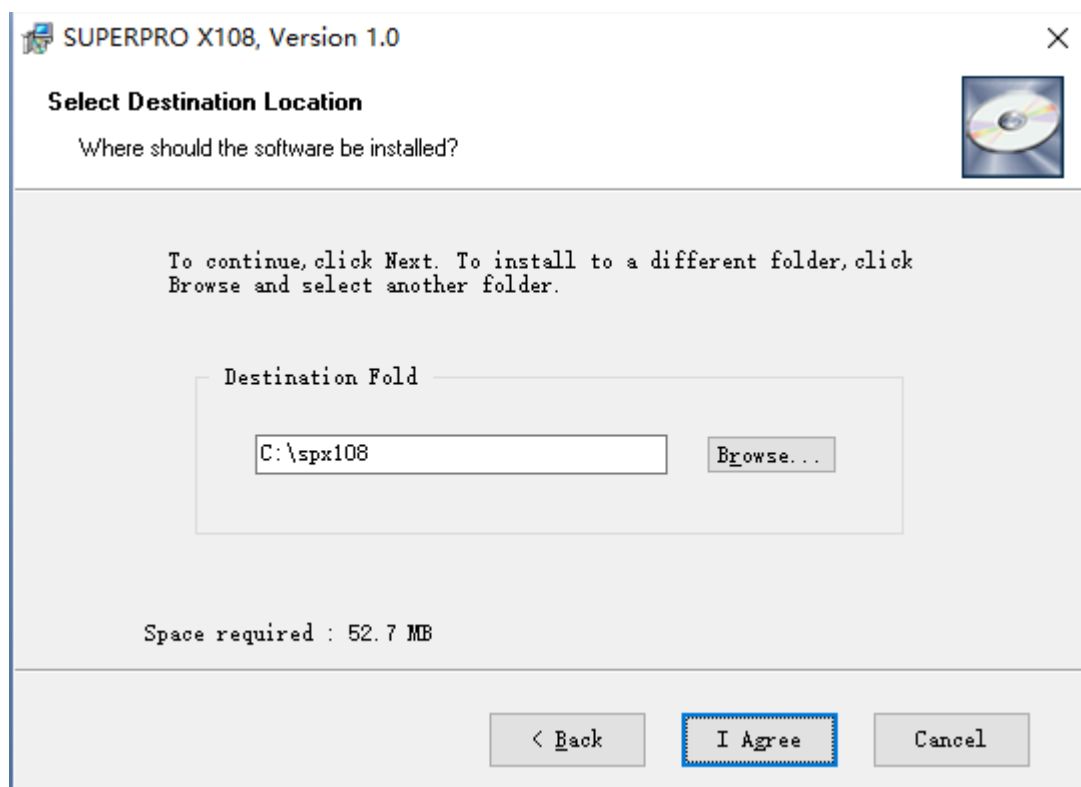 SUPERPRO X108, Version 1.0
Select Destination Location
Where should the software be installed?
To continue,click Next. To install to a different folder,click
Browse and select another folder.
Destination Fold
C:\spx108
Browse...
Space required : 52.7 MB
< Back
I Agree
Cancel